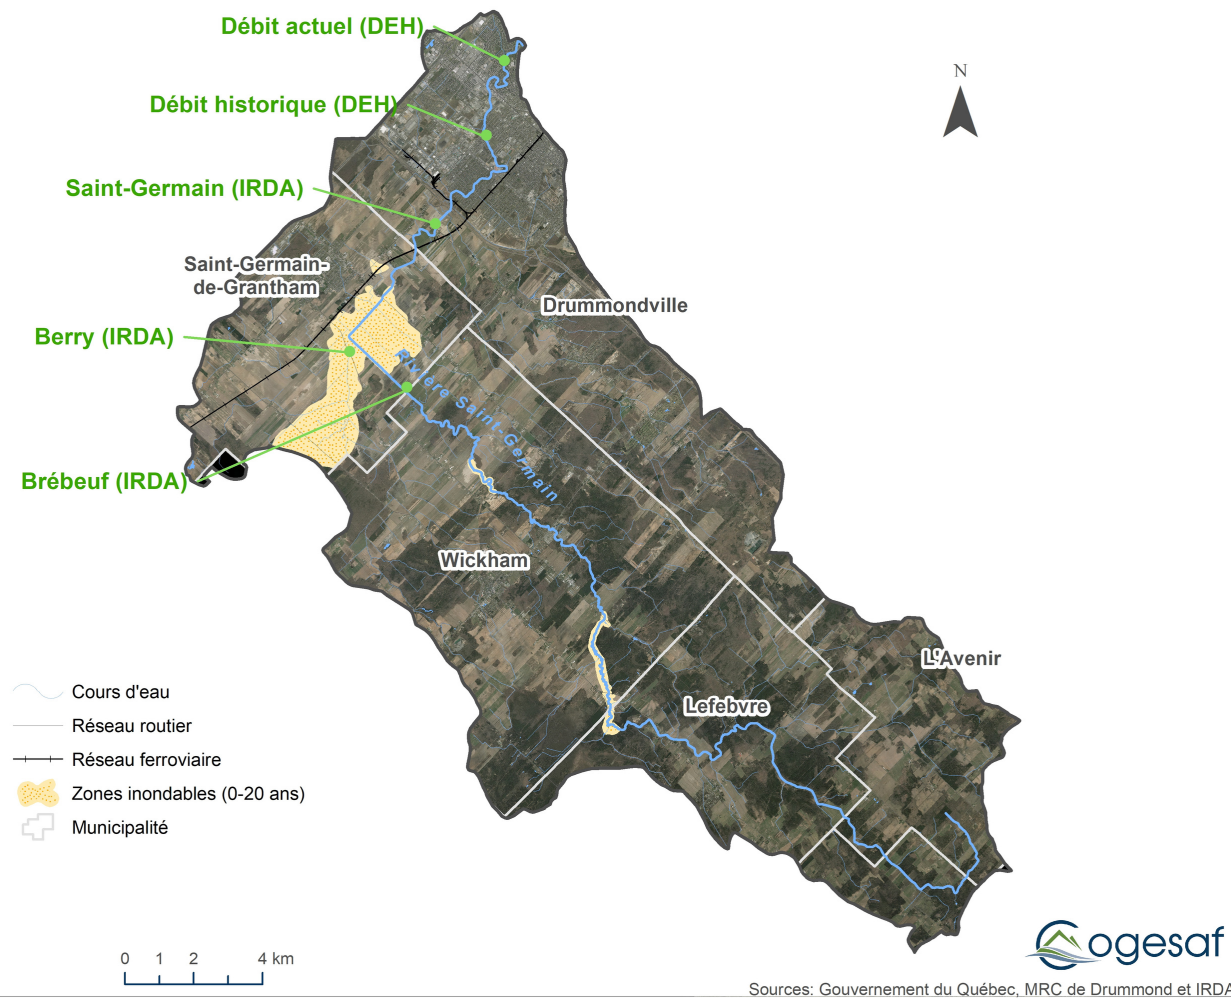 Débit actuel (DEH)
N
Débit historique (DEH)
Saint-Germain (IRDA)
Saint-Germain-
de-Grantham
Drummondville
Berry (IRDA)
Rivière Saint-Germain
Brébeuf (IRDA)
Wickham
L'Avenir
Lefebvre
Cours d'eau
Réseau routier
Réseau ferroviaire
Zones inondables (0-20 ans)
Municipalité
0 1 2 4 km
Cogesaf
Sources: Gouvernement du Québec, MRC de Drummond et IRDA